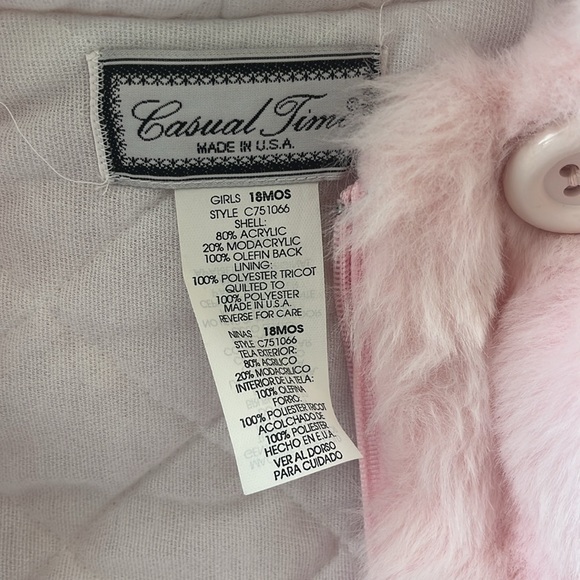 Casual Time
MADE IN U.S.A.
GIRLS 18MOS
STYLE C751066
SHELL:
80% ACRYLIC
20% MODACRYLIC
100% OLEFIN BACK
LINING:
100% POLYESTER TRICOT
QUILTED TO
100% POLYESTER
MADE IN U.S.A.
REVERSE FOR CARE
NINAS 18MOS
STYLE C751066
TELA EXTERIOR:
80% ACRILICO
20% MODACRILICO
INTERIOR DE LA TELA:
100% OLEFINA
FORRO:
100% POLIESTER TRICOT
ACOLCHADO DE
100% POLIESTER
HECHO EN E.U.A.
VER AL DORSO
PARA CUIDADO